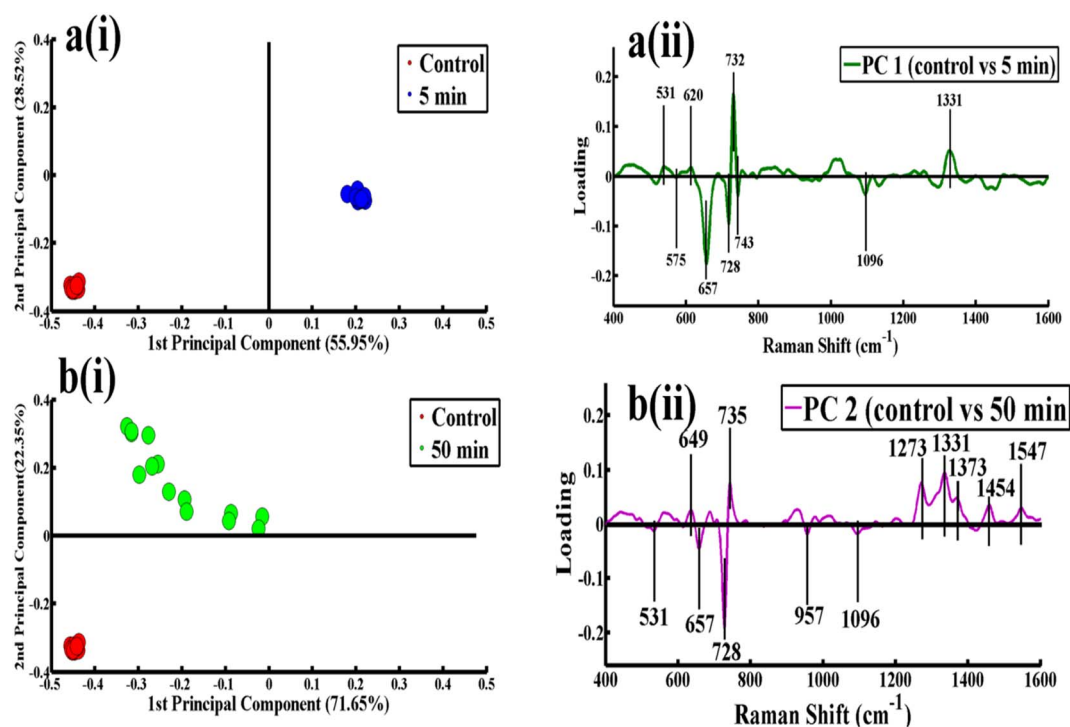 a(i)
Control
5 min
2nd Principal Component (28.52%)
0.4
0.2
0
-0.2
-0.4
-0.5 -0.4 -0.3 -0.2 -0.1 0 0.1 0.2 0.3 0.4 0.5
1st Principal Component (55.95%)
a(ii)
PC 1 (control vs 5 min)
Loading
0.2
0.1
0
-0.1
-0.2
531 620 732 1331
575 657 728 743 1096
400 600 800 1000 1200 1400 1600
Raman Shift (cm-1)
b(i)
Control
50 min
2nd Principal Component(22.35%)
0.4
0.2
0
-0.2
-0.4
-0.5 -0.4 -0.3 -0.2 -0.1 0 0.1 0.2 0.3 0.4 0.5
1st Principal Component (71.65%)
b(ii)
PC 2 (control vs 50 min
Loading
0.2
0.1
0
-0.1
-0.2
649 735 1273 1331 1373 1454 1547
531 657 728 957 1096
400 600 800 1000 1200 1400 1600
Raman Shift (cm-1)